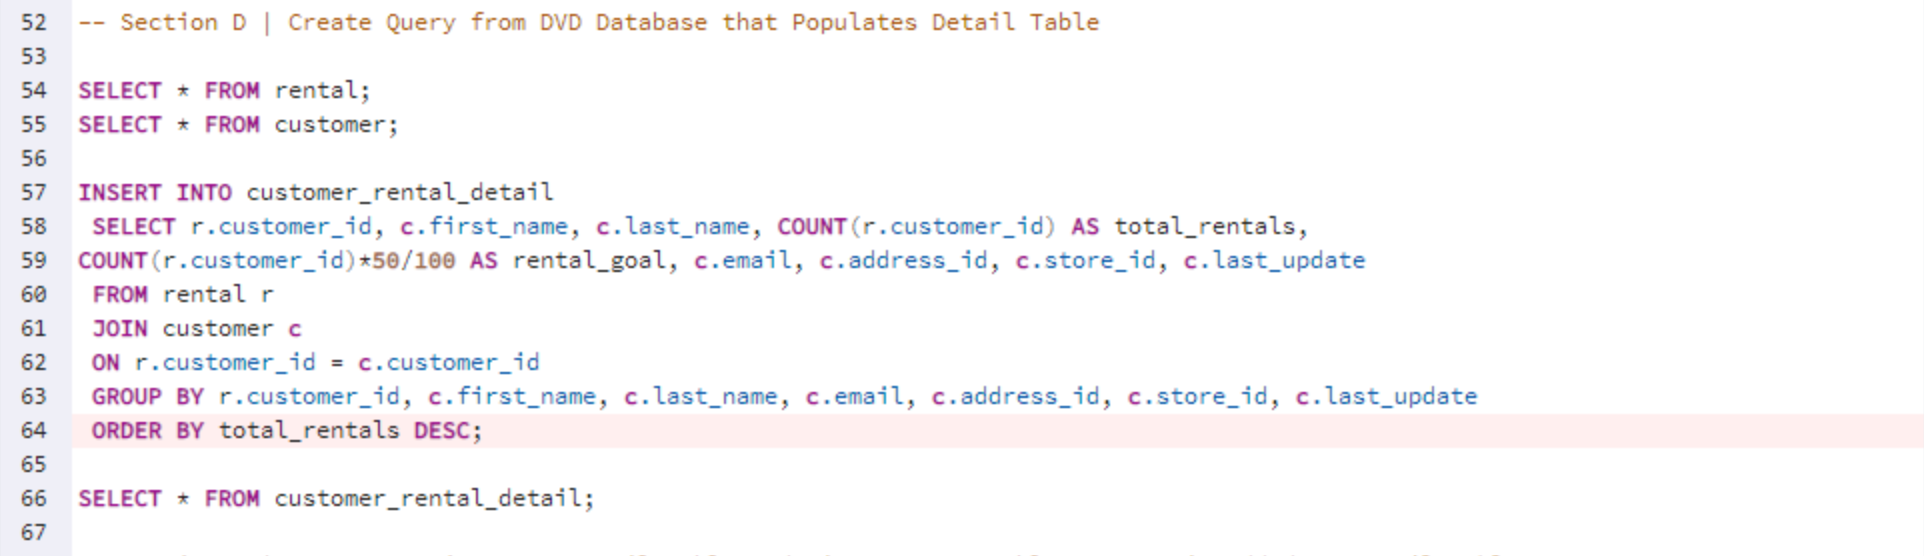 52 -- Section D | Create Query from DVD Database that Populates Detail Table
53
54 SELECT * FROM rental;
55 SELECT * FROM customer;
56
57 INSERT INTO customer_rental_detail
58 SELECT r.customer_id, c.first_name, c.last_name, COUNT(r.customer_id) AS total_rentals,
59 COUNT(r.customer_id)*50/100 AS rental_goal, c.email, c.address_id, c.store_id, c.last_update
60 FROM rental r
61 JOIN customer c
62 ON r.customer_id = c.customer_id
63 GROUP BY r.customer_id, c.first_name, c.last_name, c.email, c.address_id, c.store_id, c.last_update
64 ORDER BY total_rentals DESC;
65
66 SELECT * FROM customer_rental_detail;
67